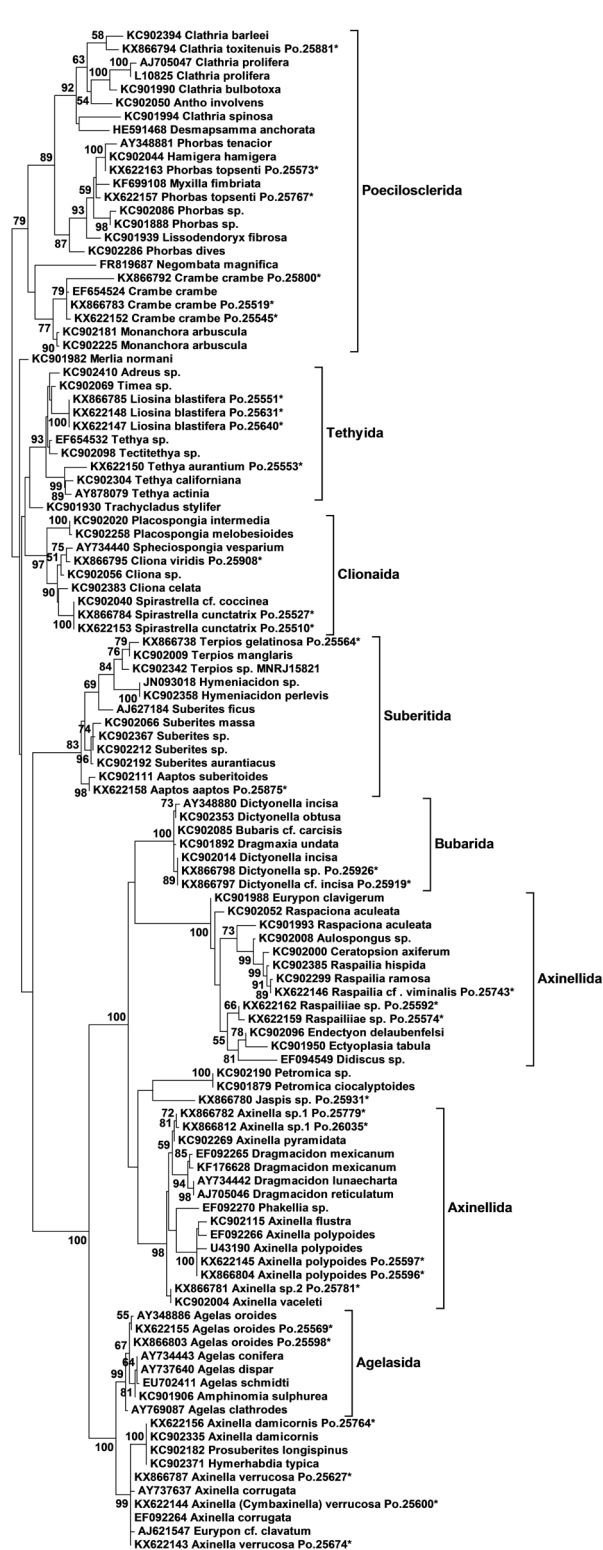 58
KC902394 Clathria barleei
KX866794 Clathria toxitenuis Po.25881*
63
100
AJ705047 Clathria prolifera
L10825 Clathria prolifera
100
KC901990 Clathria bulbotoxa
92
54
KC902050 Antho involvens
KC901994 Clathria spinosa
HE591468 Desmapsamma anchorata
AY348881 Phorbas tenacior
100
KC902044 Hamigera hamigera
89
KX622163 Phorbas topsenti Po.25573*
KF699108 Myxilla fimbriata
59
KX622157 Phorbas topsenti Po.25767*
Poecilosclerida
93
KC902086 Phorbas sp.
79
98
KC901888 Phorbas sp.
87
KC901939 Lissodendoryx fibrosa
KC902286 Phorbas dives
FR819687 Negombata magnifica
KX866792 Crambe crambe Po.25800*
79
EF654524 Crambe crambe
KX866783 Crambe crambe Po.25519*
KX622152 Crambe crambe Po.25545*
77
KC902181 Monanchora arbuscula
90
KC902225 Monanchora arbuscula
KC901982 Merlia normani
KC902410 Adreus sp.
KC902069 Timea sp.
KX866785 Liosina blastifera Po.25551*
KX622148 Liosina blastifera Po.25631*
100
KX622147 Liosina blastifera Po.25640*
Tethyida
93
EF654532 Tethya sp.
KC902098 Tectitethya sp.
KX622150 Tethya aurantium Po.25553*
99
KC902304 Tethya californiana
89
AY878079 Tethya actinia
KC901930 Trachycladus stylifer
100
KC902020 Placospongia intermedia
KC902258 Placospongia melobesioides
75
AY734440 Spheciospongia vesparium
51
KX866795 Cliona viridis Po.25908*
97
KC902056 Cliona sp.
Clionaida
90
KC902383 Cliona celata
KC902040 Spirastrella cf. coccinea
KX866784 Spirastrella cunctatrix Po.25527*
100
KX622153 Spirastrella cunctatrix Po.25510*
79
KX866738 Terpios gelatinosa Po.25564*
76
KC902009 Terpios manglaris
84
KC902342 Terpios sp. MNRJ15821
69
JN093018 Hymeniacidon sp.
100
KC902358 Hymeniacidon perlevis
AJ627184 Suberites ficus
Suberitida
74
KC902066 Suberites massa
KC902367 Suberites sp.
83
KC902212 Suberites sp.
96
KC902192 Suberites aurantiacus
KC902111 Aaptos suberitoides
98
KX622158 Aaptos aaptos Po.25875*
73
AY348880 Dictyonella incisa
KC902353 Dictyonella obtusa
100
KC902085 Bubaris cf. carcisis
KC901892 Dragmaxia undata
Bubarida
KC902014 Dictyonella incisa
KX866798 Dictyonella sp. Po.25926*
89
KX866797 Dictyonella cf. incisa Po.25919*
KC901988 Eurypon clavigerum
KC902052 Raspaciona aculeata
100
73
KC901993 Raspaciona aculeata
KC902008 Aulospongus sp.
99
KC902000 Ceratopsion axiferum
99
KC902385 Raspailia hispida
Axinellida
91
KC902299 Raspailia ramosa
89
KX622146 Raspailia cf . viminalis Po.25743*
66
KX622162 Raspailiiae sp. Po.25592*
100
KX622159 Raspailiiae sp. Po.25574*
78
KC902096 Endectyon delaubenfelsi
55
KC901950 Ectyoplasia tabula
81
EF094549 Didiscus sp.
100
KC902190 Petromica sp.
KC901879 Petromica ciocalyptoides
KX866780 Jaspis sp. Po.25931*
72
KX866782 Axinella sp.1 Po.25779*
81
KX866812 Axinella sp.1 Po.26035*
59
KC902269 Axinella pyramidata
85
EF092265 Dragmacidon mexicanum
KF176628 Dragmacidon mexicanum
94
AY734442 Dragmacidon lunaecharta
98
AJ705046 Dragmacidon reticulatum
EF092270 Phakellia sp.
Axinellida
KC902115 Axinella flustra
EF092266 Axinella polypoides
100
98
U43190 Axinella polypoides
100
KX622145 Axinella polypoides Po.25597*
KX866804 Axinella polypoides Po.25596*
KX866781 Axinella sp.2 Po.25781*
KC902004 Axinella vaceleti
55
AY348886 Agelas oroides
KX622155 Agelas oroides Po.25569*
67
KX866803 Agelas oroides Po.25598*
64
AY734443 Agelas conifera
99
AY737640 Agelas dispar
Agelasida
EU702411 Agelas schmidti
81
KC901906 Amphinomia sulphurea
AY769087 Agelas clathrodes
KX622156 Axinella damicornis Po.25764*
100
100
KC902335 Axinella damicornis
KC902182 Prosuberites longispinus
KC902371 Hymerhabdia typica
KX866787 Axinella verrucosa Po.25627*
AY737637 Axinella corrugata
99
KX622144 Axinella (Cymbaxinella) verrucosa Po.25600*
EF092264 Axinella corrugata
AJ621547 Eurypon cf. clavatum
KX622143 Axinella verrucosa Po.25674*